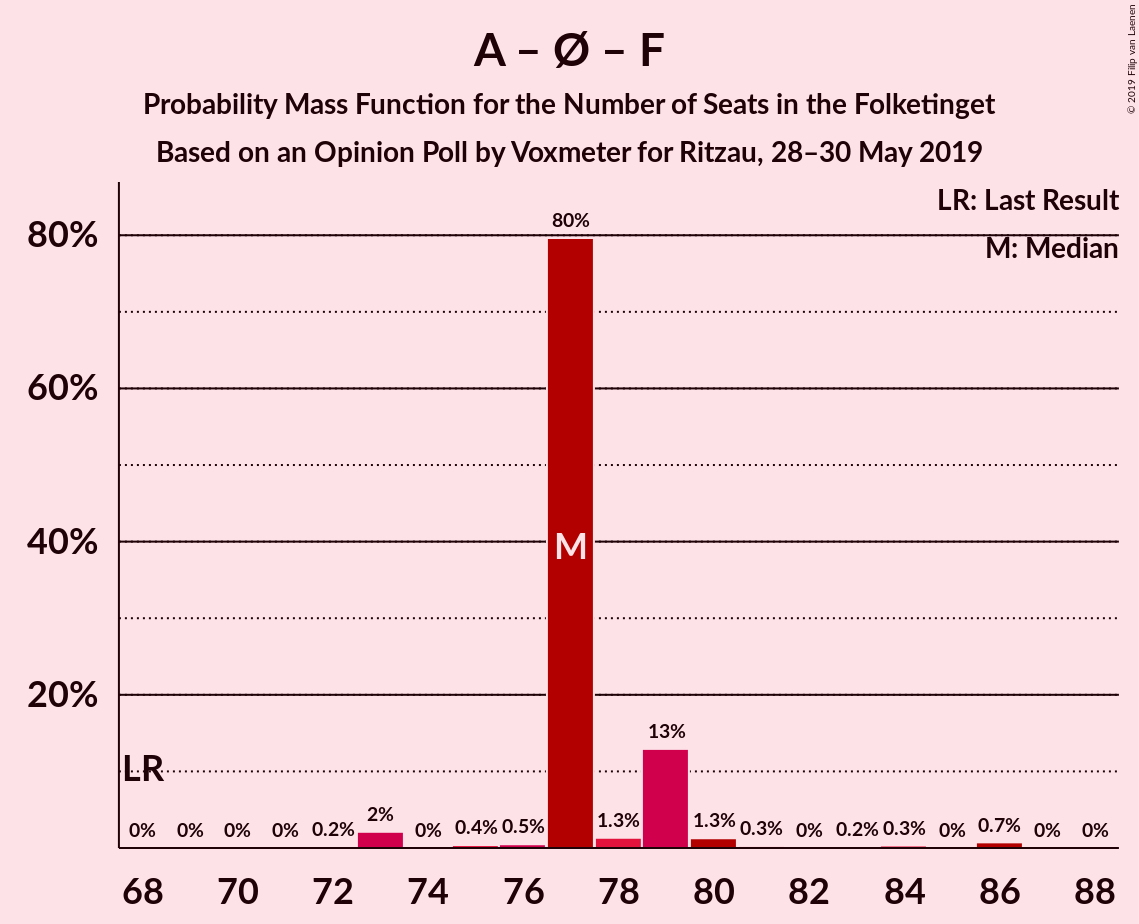 A – Ø – F
Probability Mass Function for the Number of Seats in the Folketinget
Based on an Opinion Poll by Voxmeter for Ritzau, 28–30 May 2019
© 2019 Filip van Laenen
LR: Last Result
M: Median
80%
60%
40%
20%
80%
M
LR
0% 0% 0% 0% 0.2% 2% 0% 0.4% 0.5% 1.3% 13% 1.3% 0.3% 0% 0.2% 0.3% 0% 0.7% 0% 0%
68 70 72 74 76 78 80 82 84 86 88